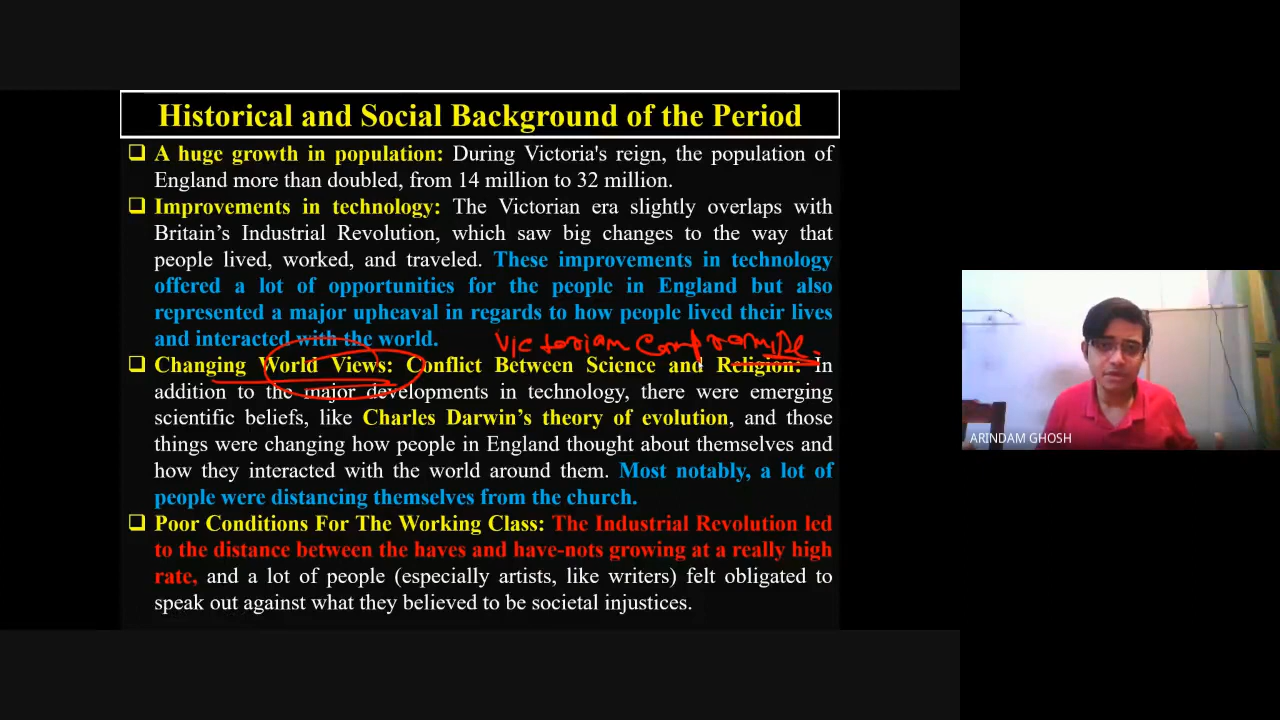 Historical and Social Background of the Period
❑ A huge growth in population: During Victoria's reign, the population of
England more than doubled, from 14 million to 32 million.
❑ Improvements in technology: The Victorian era slightly overlaps with
Britain’s Industrial Revolution, which saw big changes to the way that
people lived, worked, and traveled. These improvements in technology
offered a lot of opportunities for the people in England but also
represented a major upheaval in regards to how people lived their lives
and interacted with the world.
Victorian compromise.
❑ Changing World Views: Conflict Between Science and Religion: In
addition to the major developments in technology, there were emerging
scientific beliefs, like Charles Darwin’s theory of evolution, and those
things were changing how people in England thought about themselves and
how they interacted with the world around them. Most notably, a lot of
people were distancing themselves from the church.
❑ Poor Conditions For The Working Class: The Industrial Revolution led
to the distance between the haves and have-nots growing at a really high
rate, and a lot of people (especially artists, like writers) felt obligated to
speak out against what they believed to be societal injustices.
ARINDAM GHOSH